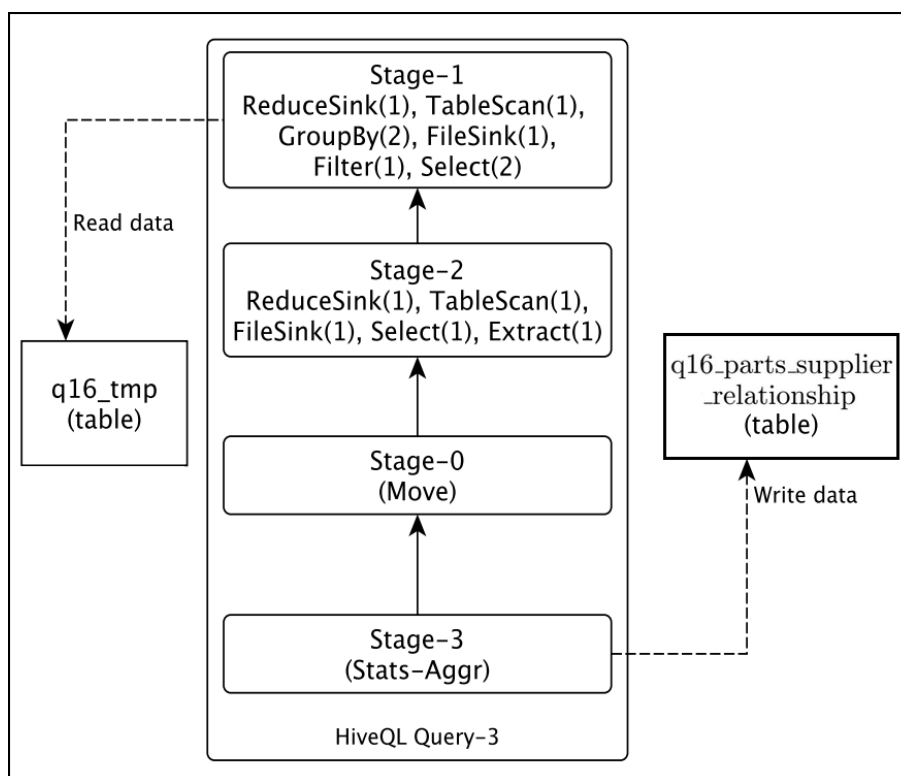 Stage-1
ReduceSink(1), TableScan(1),
GroupBy(2), FileSink(1),
Filter(1), Select(2)
Read data
Stage-2
ReduceSink(1), TableScan(1),
FileSink(1), Select(1), Extract(1)
q16_tmp
(table)
q16_parts_supplier
_relationship
(table)
Stage-0
(Move)
Write data
Stage-3
(Stats-Aggr)
HiveQL Query-3